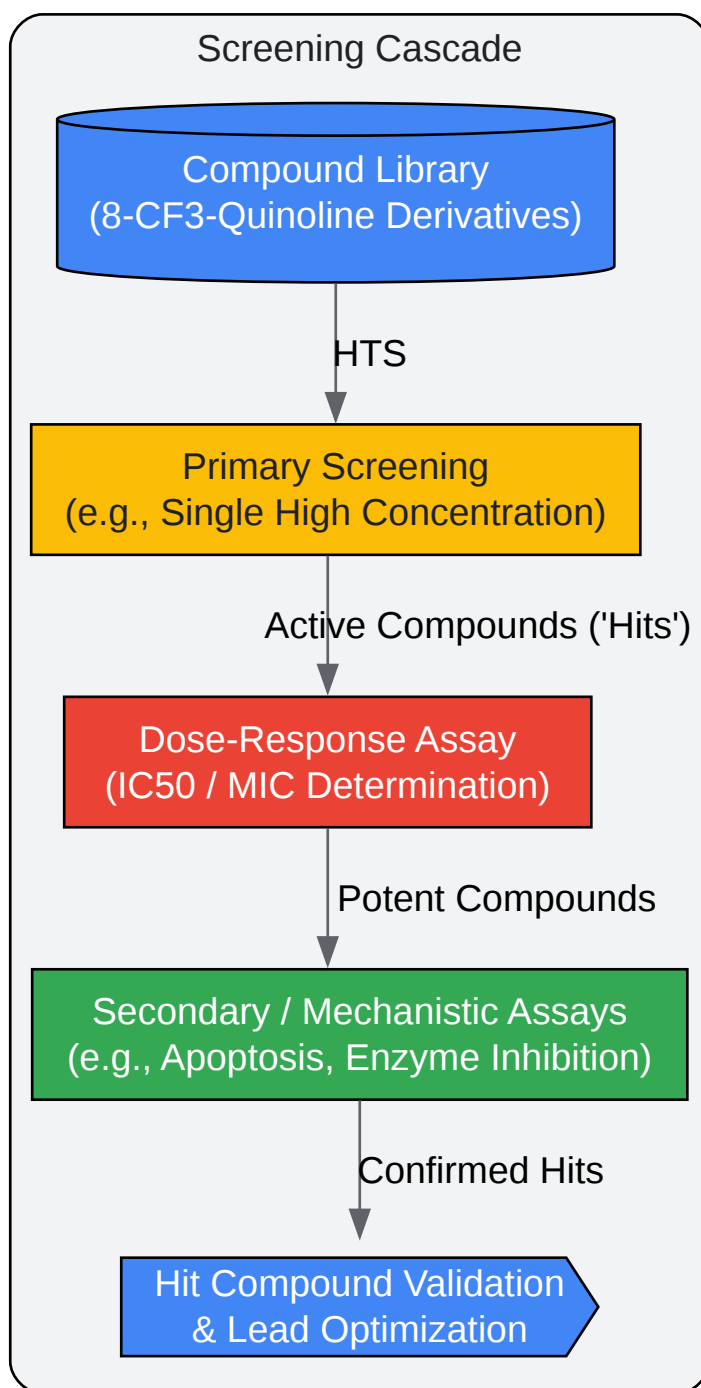 Screening Cascade
Compound Library
(8-CF3-Quinoline Derivatives)
HTS
Primary Screening
(e.g., Single High Concentration)
Active Compounds ('Hits')
Dose-Response Assay
(IC50 / MIC Determination)
Potent Compounds
Secondary / Mechanistic Assays
(e.g., Apoptosis, Enzyme Inhibition)
Confirmed Hits
Hit Compound Validation
& Lead Optimization